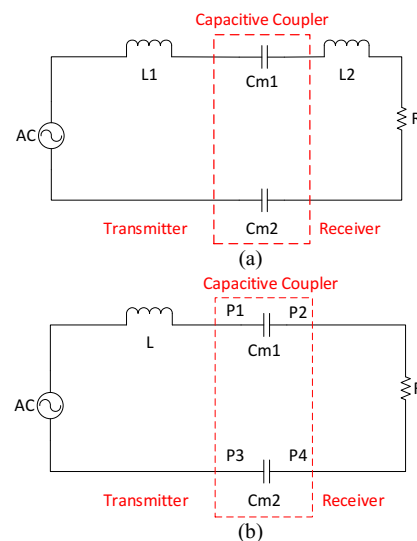 Capacitive Coupler
L1
Cm1
L2
R
AC
Cm2
Transmitter
Receiver
(a)
Capacitive Coupler
P1
P2
L
Cm1
R
AC
P3
P4
Cm2
Transmitter
Receiver
(b)